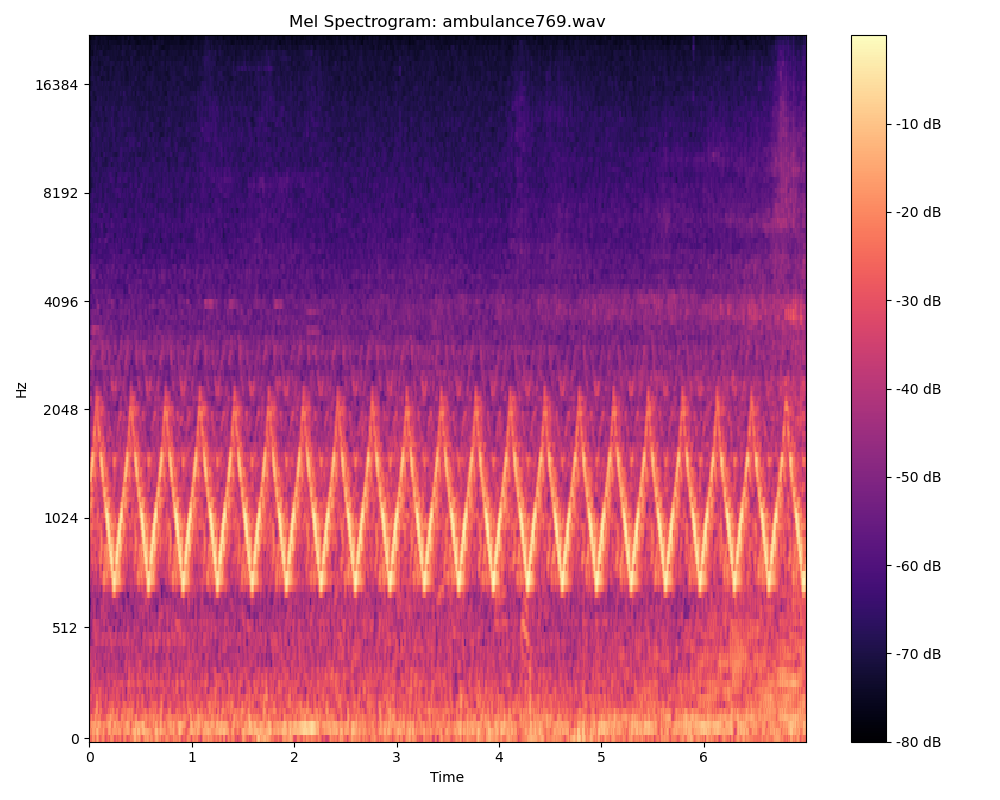 Mel Spectrogram: ambulance769.wav
16384
8192
4096
2048
1024
512
0
Hz
0 1 2 3 4 5 6
Time
-10 dB
-20 dB
-30 dB
-40 dB
-50 dB
-60 dB
-70 dB
-80 dB